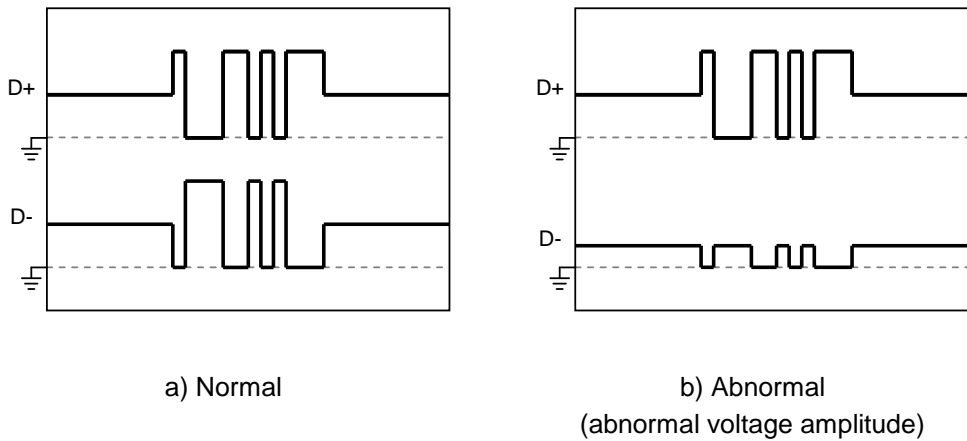 D+
D-
a) Normal
D+
D-
b) Abnormal
(abnormal voltage amplitude)